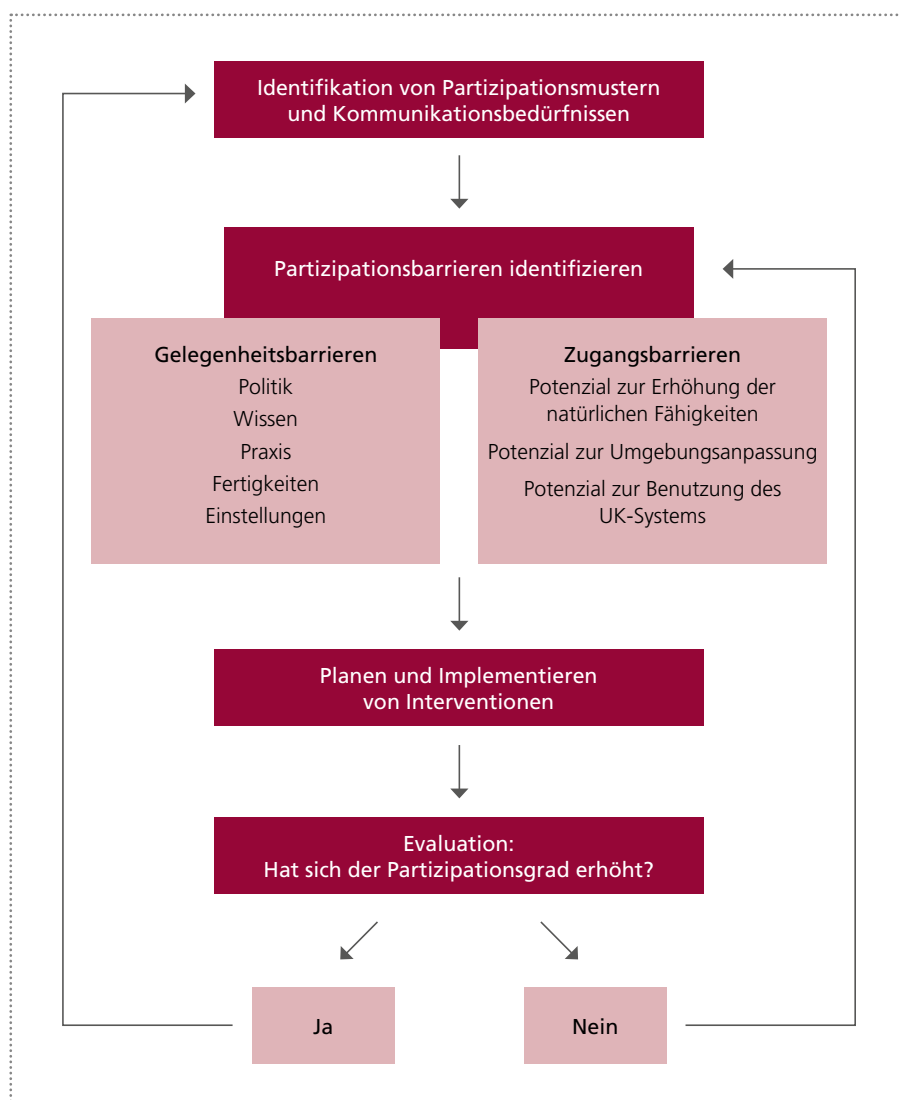 Identifikation von Partizipationsmustern
und Kommunikationsbedürfnissen
Partizipationsbarrieren identifizieren
Gelegenheitsbarrieren
Politik
Wissen
Praxis
Fertigkeiten
Einstellungen
Zugangsbarrieren
Potenzial zur Erhöhung der
natürlichen Fähigkeiten
Potenzial zur Umgebungsanpassung
Potenzial zur Benutzung des
UK-Systems
Planen und Implementieren
von Interventionen
Evaluation:
Hat sich der Partizipationsgrad erhöht?
Ja
Nein